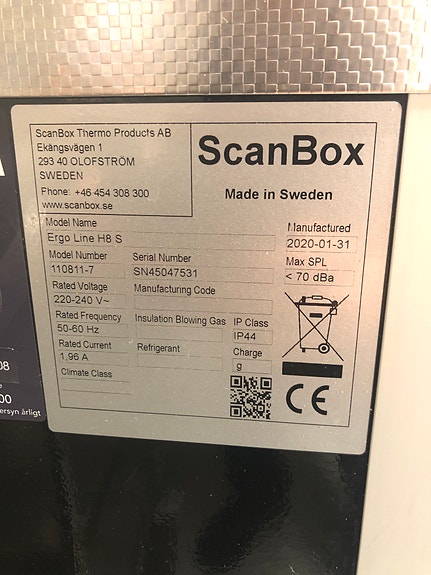 ScanBox Thermo Products AB
Ekängsvägen 1
293 40 OLOFSTRÖM
SWEDEN
Phone: +46 454 308 300
www.scanbox.se
ScanBox
Made in Sweden
Model Name
Ergo Line H8 S
Manufactured
2020-01-31
Model Number
110811-7
Serial Number
SN45047531
Max SPL
< 70 dBa
Rated Voltage
220-240 V~
Manufacturing Code
Rated Frequency
50-60 Hz
Insulation Blowing Gas
IP Class
IP44
Rated Current
1,96 A
Refrigerant
Charge
g
Climate Class
CE
08
00
ersyn årligt